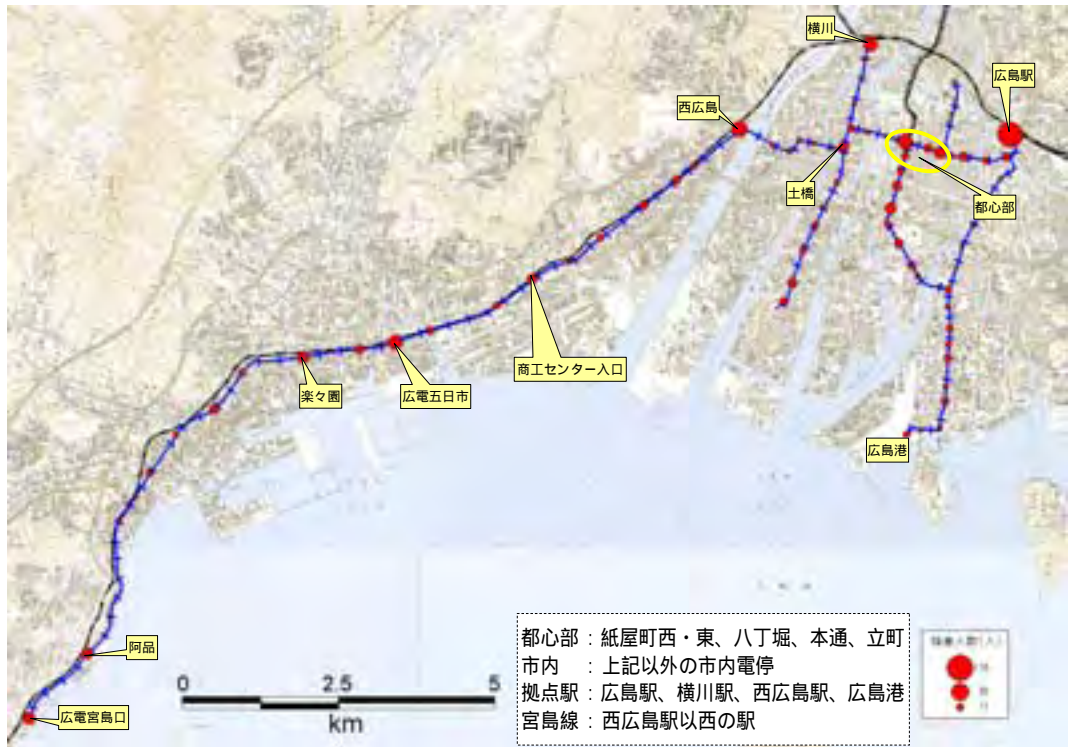 横川
広島駅
西広島
土橋
都心部
商工センター入口
楽々園
広電五日市
広島港
阿品
広電宮島口
0 2.5 5
km
都心部：紙屋町西・東、八丁堀、本通、立町
市内　：上記以外の市内電停
拠点駅：広島駅、横川駅、西広島駅、広島港
宮島線：西広島駅以西の駅